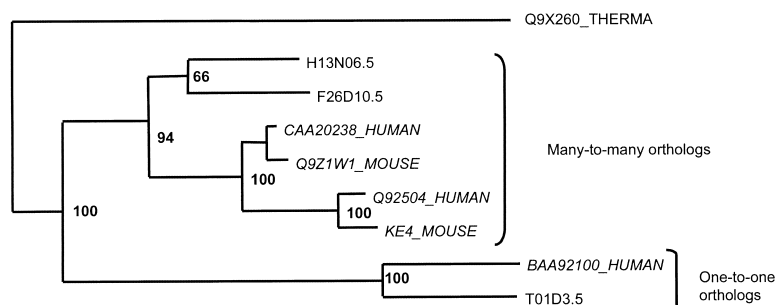 Q9X260_THERMA
H13N06.5
66
F26D10.5
CAA20238_HUMAN
94
Many-to-many orthologs
Q9Z1W1_MOUSE
100
Q92504_HUMAN
100
100
KE4_MOUSE
BAA92100_HUMAN
100
One-to-one
orthologs
T01D3.5